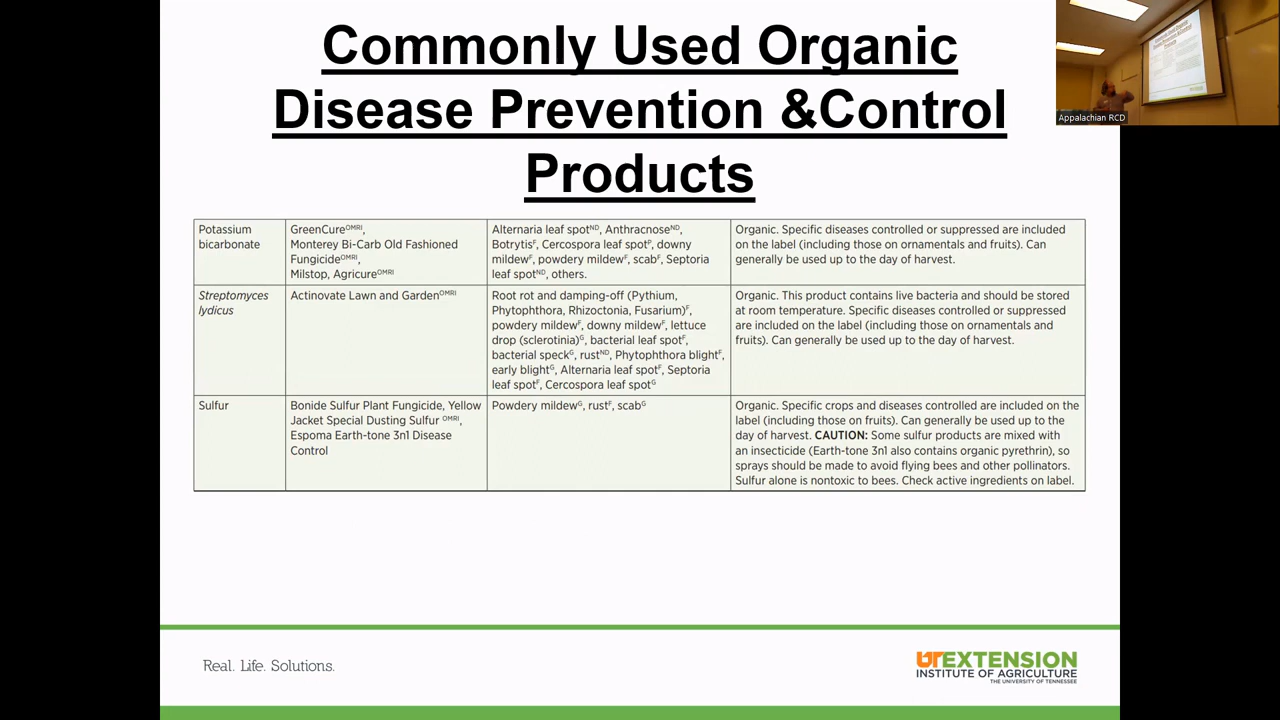 Commonly Used Organic
Disease Prevention &Control
Products
Appalachian RCD
Potassium
bicarbonate
GreenCureOMRI,
Monterey Bi-Carb Old Fashioned
FungicideOMRI,
Milstop, AgricureOMRI
Alternaria leaf spotND, AnthracnoseND,
BotrytisF, Cercospora leaf spotP, downy
mildewF, powdery mildewF, scabF, Septoria
leaf spotND, others.
Organic. Specific diseases controlled or suppressed are included
on the label (including those on ornamentals and fruits). Can
generally be used up to the day of harvest.
Streptomyces
lydicus
Actinovate Lawn and GardenOMRI
Root rot and damping-off (Pythium,
Phytophthora, Rhizoctonia, Fusarium)F,
powdery mildewF, downy mildewF, lettuce
drop (sclerotinia)G, bacterial leaf spotF,
bacterial speckG, rustND, Phytophthora blightF,
early blightG, Alternaria leaf spotF, Septoria
leaf spotF, Cercospora leaf spotG
Organic. This product contains live bacteria and should be stored
at room temperature. Specific diseases controlled or suppressed
are included on the label (including those on ornamentals and
fruits). Can generally be used up to the day of harvest.
Sulfur
Bonide Sulfur Plant Fungicide, Yellow
Jacket Special Dusting Sulfur OMRI,
Espoma Earth-tone 3n1 Disease
Control
Powdery mildewG, rustF, scabG
Organic. Specific crops and diseases controlled are included on the
label (including those on fruits). Can generally be used up to the
day of harvest. CAUTION: Some sulfur products are mixed with
an insecticide (Earth-tone 3n1 also contains organic pyrethrin), so
sprays should be made to avoid flying bees and other pollinators.
Sulfur alone is nontoxic to bees. Check active ingredients on label.
Real. Life. Solutions.
UT EXTENSION
INSTITUTE OF AGRICULTURE
THE UNIVERSITY OF TENNESSEE